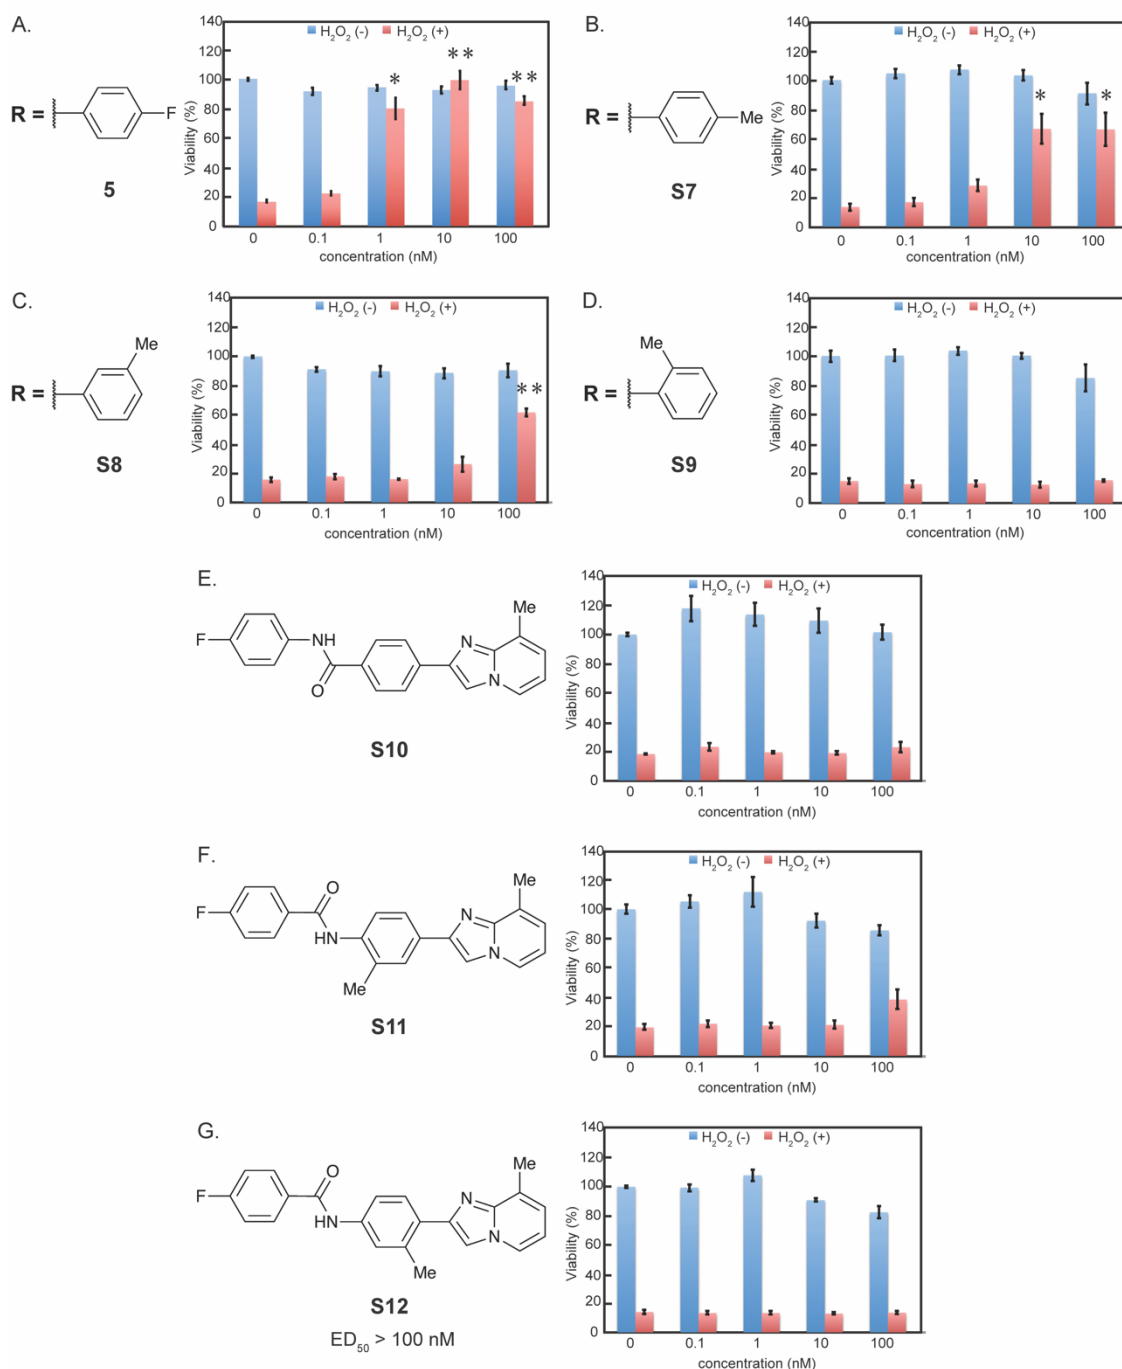 A.
R =
F
5
H₂O₂ (-) H₂O₂ (+)
Viability (%)
140
120
100
80
60
40
20
0
* ** **
0 0.1 1 10 100
concentration (nM)
B.
R =
Me
S7
H₂O₂ (-) H₂O₂ (+)
Viability (%)
140
120
100
80
60
40
20
0
* *
0 0.1 1 10 100
concentration (nM)
C.
Me
R =
S8
H₂O₂ (-) H₂O₂ (+)
Viability (%)
140
120
100
80
60
40
20
0
**
0 0.1 1 10 100
concentration (nM)
D.
Me
R =
S9
H₂O₂ (-) H₂O₂ (+)
Viability (%)
140
120
100
80
60
40
20
0
0 0.1 1 10 100
concentration (nM)
E.
Me
F NH N
O N
S10
H₂O₂ (-) H₂O₂ (+)
Viability (%)
140
120
100
80
60
40
20
0
0 0.1 1 10 100
concentration (nM)
F.
Me
O
F N
NH N
Me
S11
H₂O₂ (-) H₂O₂ (+)
Viability (%)
140
120
100
80
60
40
20
0
0 0.1 1 10 100
concentration (nM)
G.
Me
O
F N
NH N
Me
S12
ED₅₀ > 100 nM
H₂O₂ (-) H₂O₂ (+)
Viability (%)
140
120
100
80
60
40
20
0
0 0.1 1 10 100
concentration (nM)